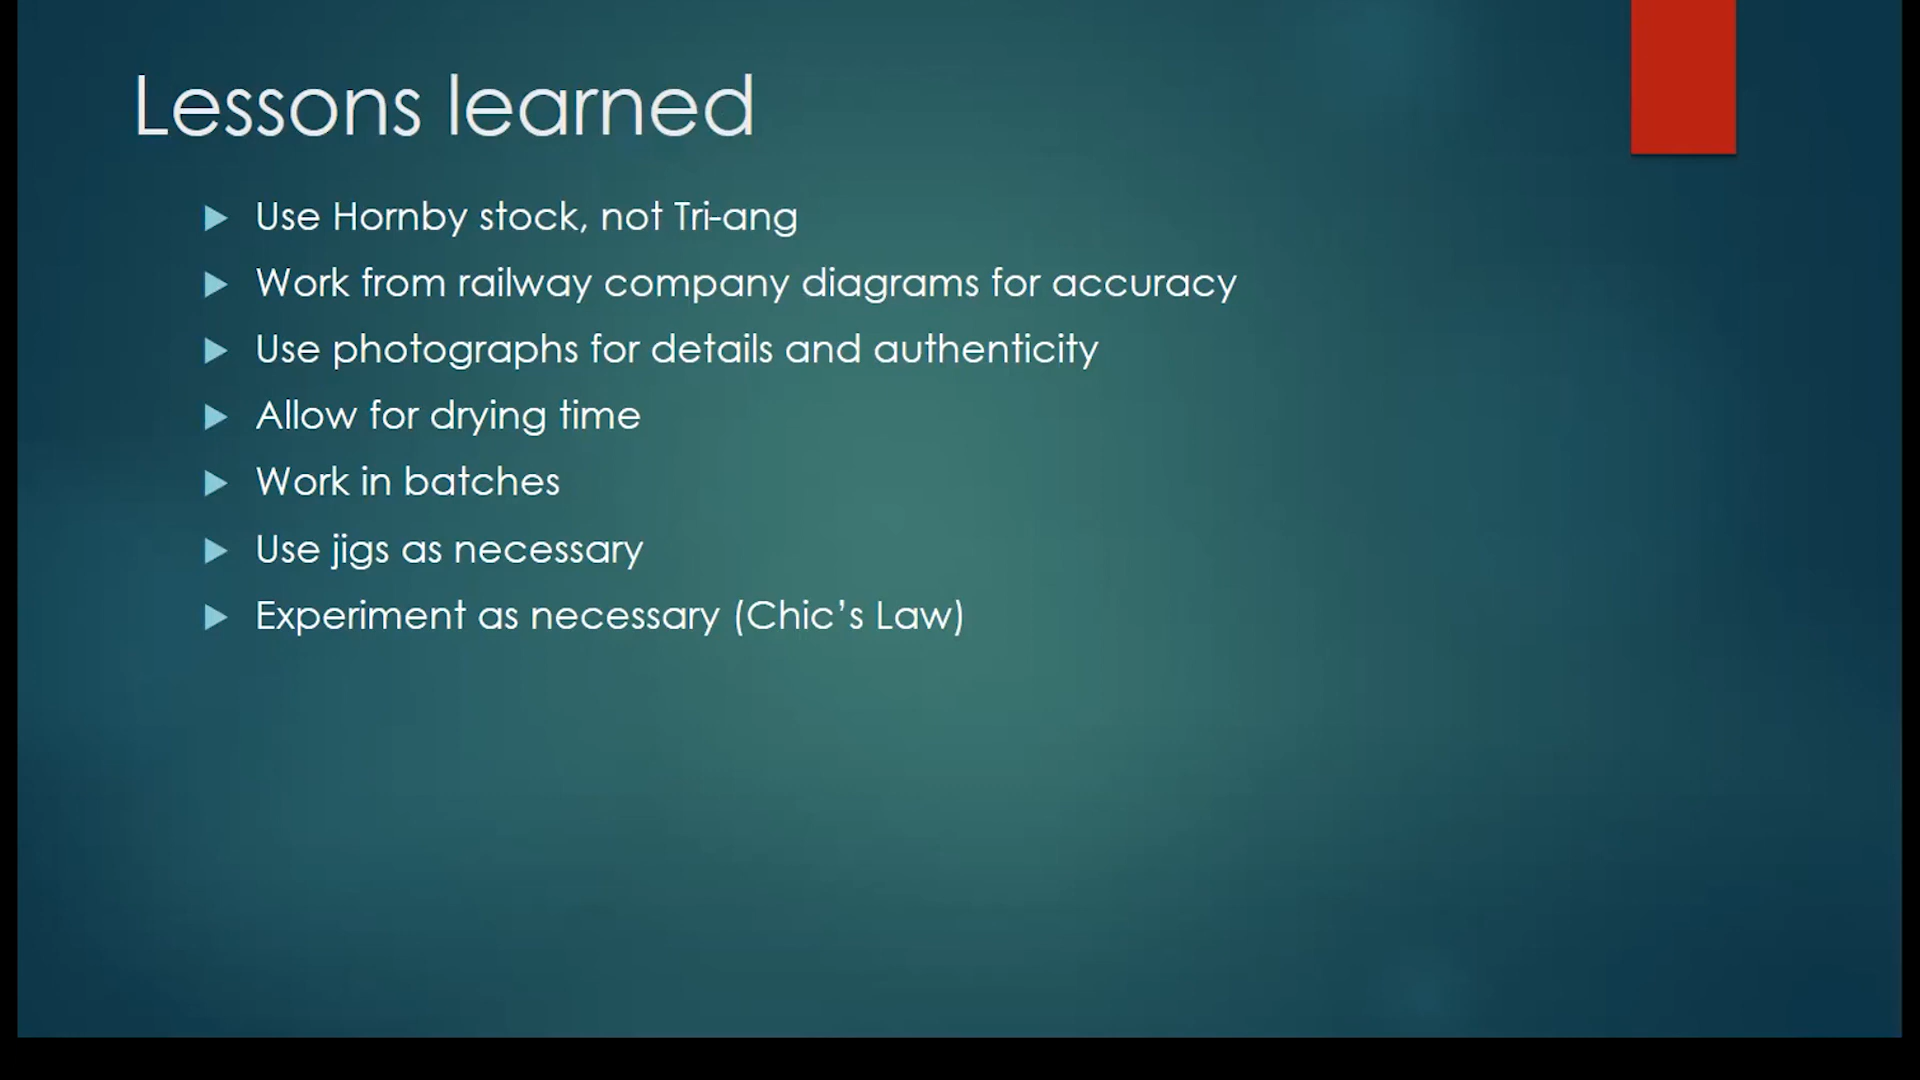 Lessons learned
Use Hornby stock, not Tri-ang
Work from railway company diagrams for accuracy
Use photographs for details and authenticity
Allow for drying time
Work in batches
Use jigs as necessary
Experiment as necessary (Chic’s Law)